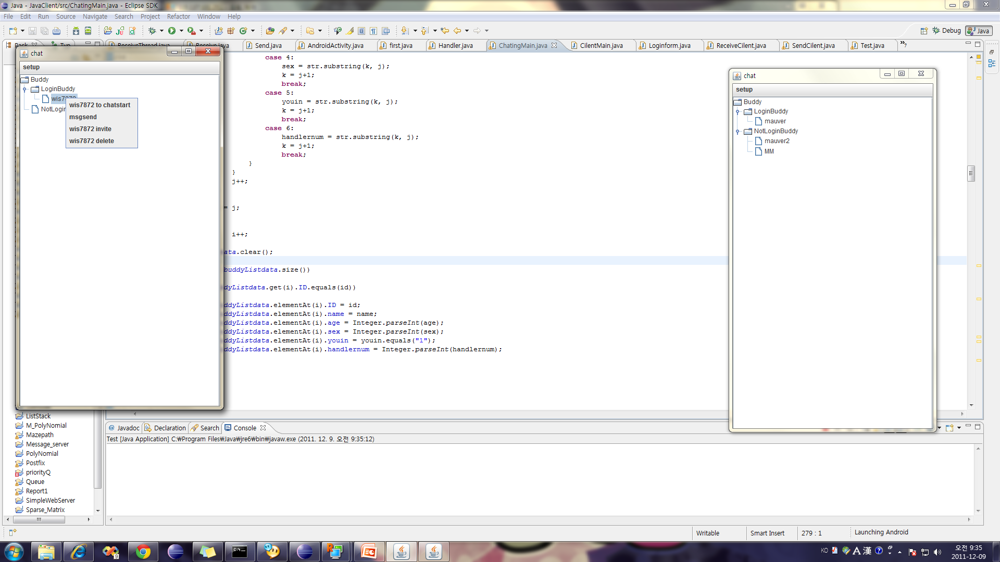 Java - JavaClient/src/ChatingMain.java - Eclipse SDK
File Edit Run Source Navigate Search Project Refactor Window Help
Debug Java
Send.java AndroidActivity.java first.java Handler.java ChatingMain.java CilentMain.java Loginform.java ReceiveCilent.java SendCilent.java Test.java 7
chat
setup
Buddy
LoginBuddy
wis7872
NotLogin
wis7872 to chatstart
msgsend
wis7872 invite
wis7872 delete
case 4:
sex = str.substring(k, j);
k = j+1;
break;
case 5:
youin = str.substring(k, j);
k = j+1;
break;
case 6:
handlernum = str.substring(k, j);
k = j+1;
break;
}
}
j++;
= j;
i++;
ata.clear();
buddyListdata.size())
dyListdata.get(i).ID.equals(id))
ddyListdata.elementAt(i).ID = id;
ddyListdata.elementAt(i).name = name;
ddyListdata.elementAt(i).age = Integer.parseInt(age);
ddyListdata.elementAt(i).sex = Integer.parseInt(sex);
ddyListdata.elementAt(i).youin = youin.equals("1");
ddyListdata.elementAt(i).handlernum = Integer.parseInt(handlernum);
chat
setup
Buddy
LoginBuddy
mauver
NotLoginBuddy
mauver2
MM
ListStack
M_PolyNomial
Mazepath
Message_server
PolyNomial
Postfix
priorityQ
Queue
Report1
SimpleWebServer
Sparse_Matrix
@ Javadoc Declaration Search Console
Test [Java Application] C:₩Program Files₩Java₩jre6₩bin₩javaw.exe (2011. 12. 9. 오전 9:35:12)
Writable Smart Insert 279 : 1 Launching Android
KO A 漢
오전 9:35
2011-12-09